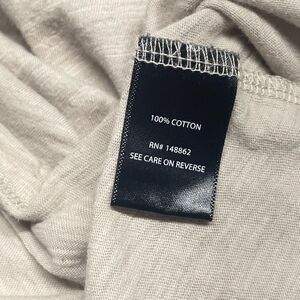 100% COTTON
RN# 148862
SEE CARE ON REVERSE